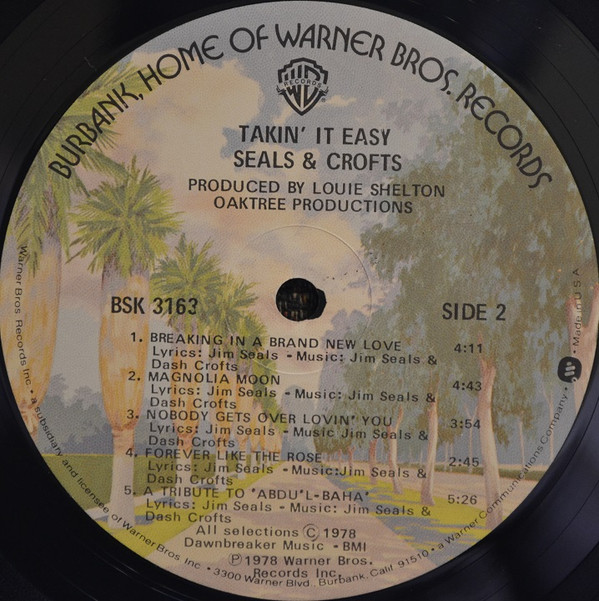 BURBANK, HOME OF WARNER BROS. RECORDS
WB
RECORDS
®
TAKIN' IT EASY
SEALS & CROFTS
PRODUCED BY LOUIE SHELTON
OAKTREE PRODUCTIONS
BSK 3163
SIDE 2
1. BREAKING IN A BRAND NEW LOVE 4:11
Lyrics: Jim Seals - Music: Jim Seals &
Dash Crofts
2. MAGNOLIA MOON 4:43
Lyrics: Jim Seals - Music: Jim Seals &
Dash Crofts
3. NOBODY GETS OVER LOVIN' YOU 3:54
Lyrics: Jim Seals - Music Jim Seals &
Dash Crofts
4. FOREVER LIKE THE ROSE 2:45
Lyrics: Jim Seals - Music:Jim Seals &
Dash Crofts
5. A TRIBUTE TO 'ABDU'L-BAHA' 5:26
Lyrics: Jim Seals - Music: Jim Seals &
Dash Crofts
All selections © 1978
Dawnbreaker Music - BMI
℗ 1978 Warner Bros.
Records Inc.
Warner Bros. Records Inc. • a subsidiary and licensee of Warner Bros. Inc. • 3300 Warner Blvd., Burbank, Calif. 91510 • a Warner Communications Company. • Made in U.S.A.